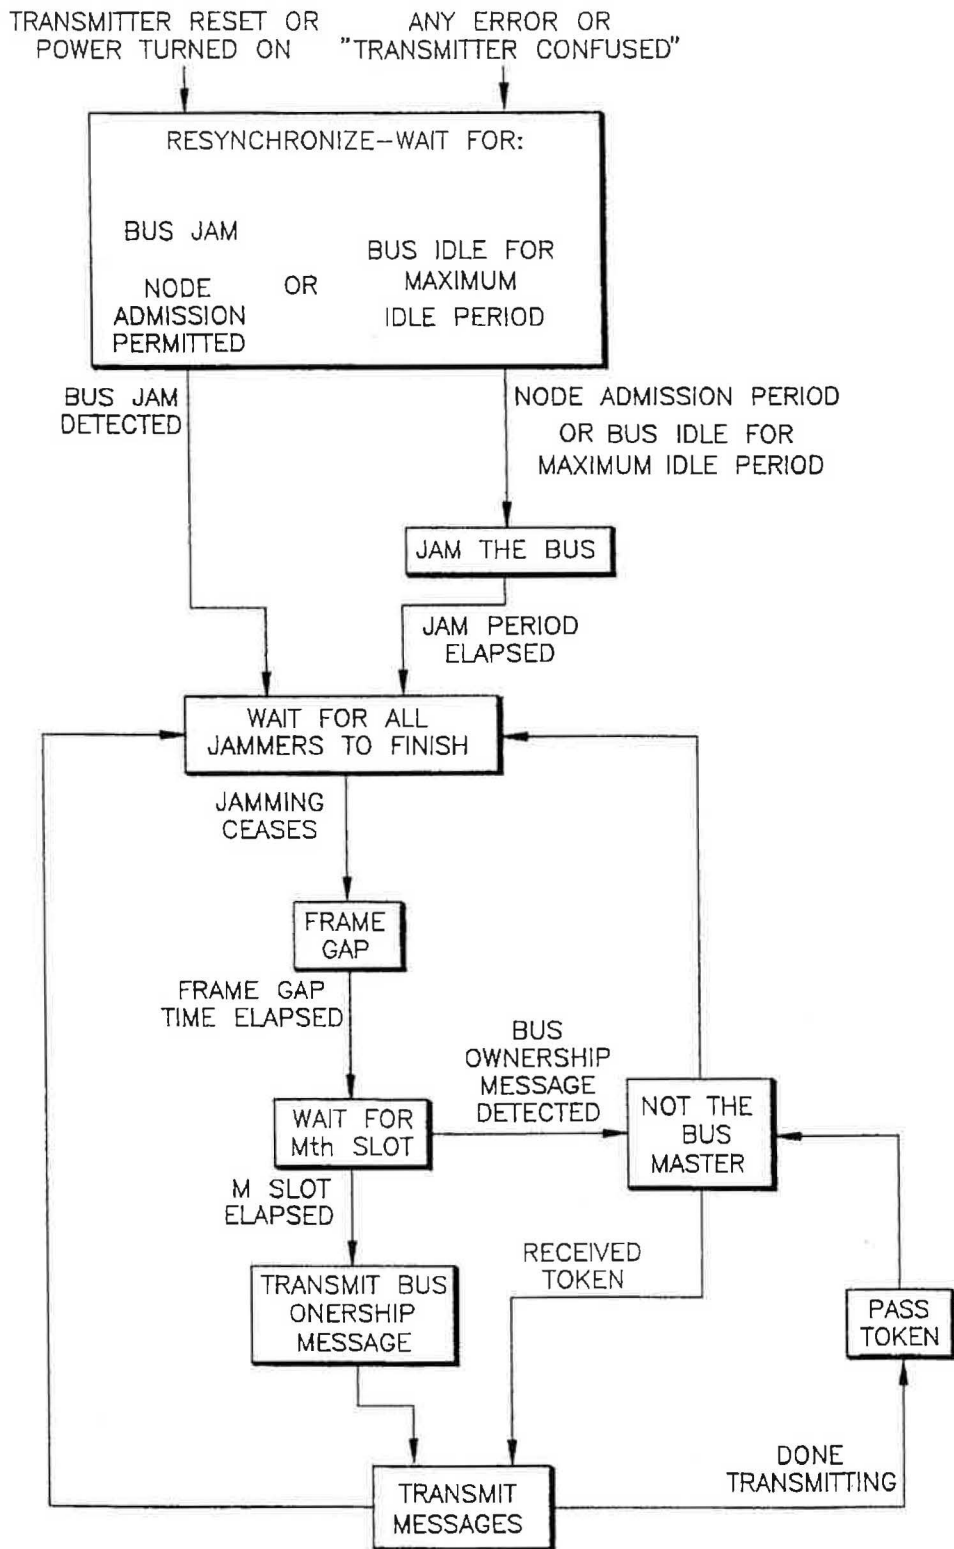 TRANSMITTER RESET OR
POWER TURNED ON
ANY ERROR OR
"TRANSMITTER CONFUSED"
RESYNCHRONIZE-WAIT FOR:
BUS JAM
NODE
ADMISSION
PERMITTED
OR
BUS IDLE FOR
MAXIMUM
IDLE PERIOD
BUS JAM
DETECTED
NODE ADMISSION PERIOD
OR BUS IDLE FOR
MAXIMUM IDLE PERIOD
JAM THE BUS
JAM PERIOD
ELAPSED
WAIT FOR ALL
JAMMERS TO FINISH
JAMMING
CEASES
FRAME
GAP
FRAME GAP
TIME ELAPSED
BUS
OWNERSHIP
MESSAGE
DETECTED
WAIT FOR
Mth SLOT
NOT THE
BUS
MASTER
M SLOT
ELAPSED
RECEIVED
TOKEN
TRANSMIT BUS
ONERSHIP
MESSAGE
PASS
TOKEN
DONE
TRANSMITTING
TRANSMIT
MESSAGES